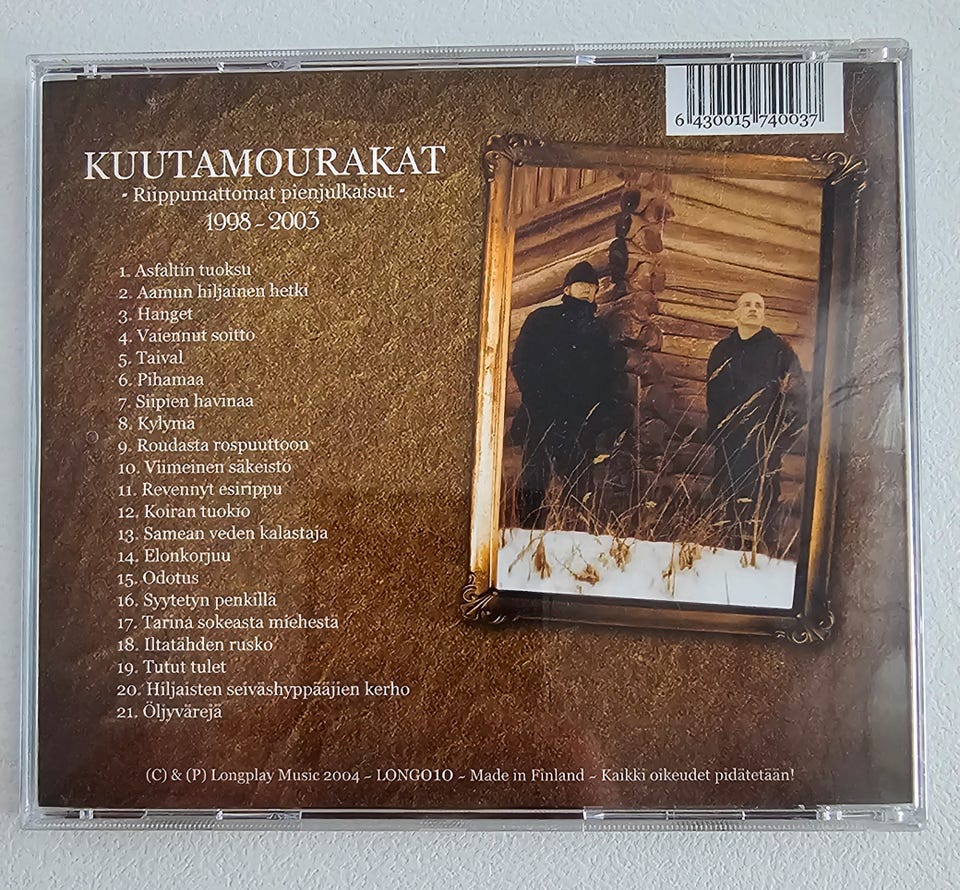 6 430015 740037
KUUTAMOURAKAT
- Riippumattomat pienjulkaisut -
1998 - 2003
1. Asfaltin tuoksu
2. Aamun hiljainen hetki
3. Hanget
4. Vaiennut soitto
5. Taival
6. Pihamaa
7. Siipien havinaa
8. Kylymä
9. Roudasta rospuuttoon
10. Viimeinen säkeistö
11. Revennyt esirippu
12. Koiran tuokio
13. Samean veden kalastaja
14. Elonkorjuu
15. Odotus
16. Syytetyn penkillä
17. Tarina sokeasta miehestä
18. Iltatähden rusko
19. Tutut tulet
20. Hiljaisten seiväshyppääjien kerho
21. Öljyvärejä
(C) & (P) Longplay Music 2004 ~ LONG010 ~ Made in Finland ~ Kaikki oikeudet pidätetään!